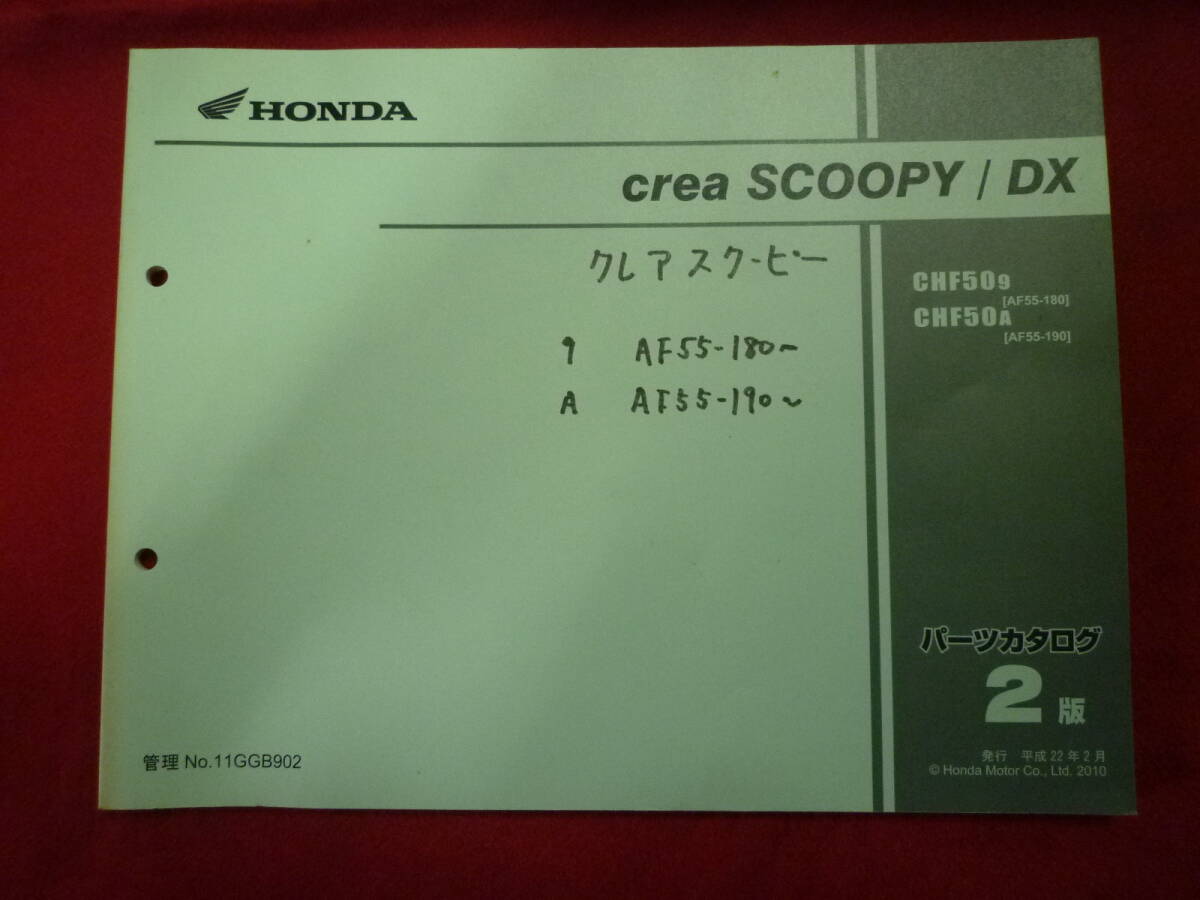 HONDA
crea SCOOPY / DX
クレア スクーピー
9 AF55-180~
A AF55-190~
CHF509
[AF55-180]
CHF50A
[AF55-190]
パーツカタログ
2版
発行 平成22年2月
© Honda Motor Co., Ltd. 2010
管理 No.11GGB902